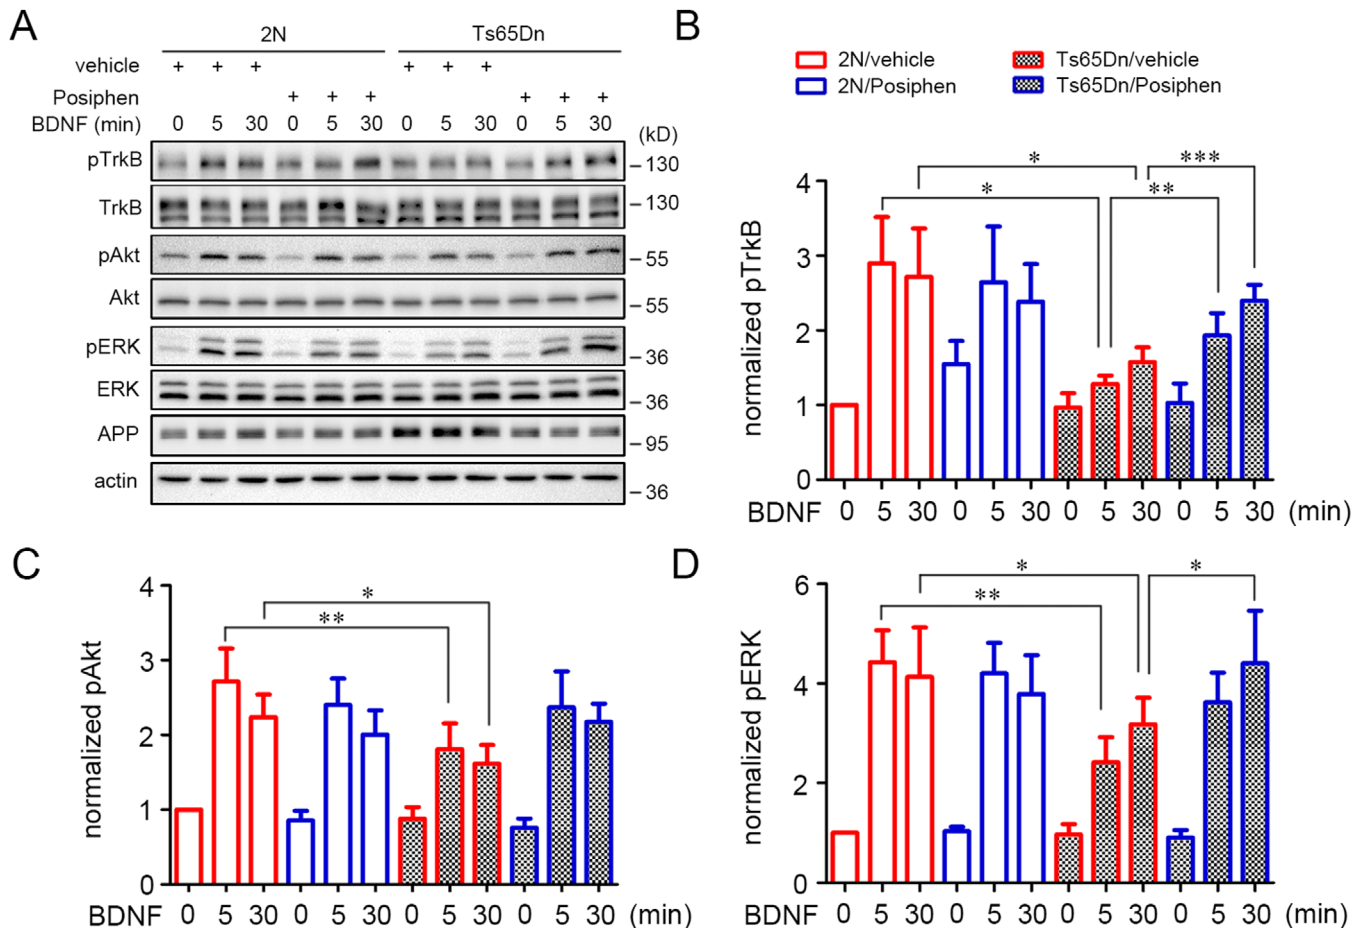 A
2N Ts65Dn
vehicle + + + + + +
Posiphen + + + + + +
BDNF (min) 0 5 30 0 5 30 0 5 30 0 5 30 (kD)
pTrkB 130
TrkB 130
pAkt 55
Akt 55
pERK 36
ERK 36
APP 95
actin 36
B
2N/vehicle Ts65Dn/vehicle
2N/Posiphen Ts65Dn/Posiphen
* ***
* **
normalized pTrkB
4
3
2
1
0
BDNF 0 5 30 0 5 30 0 5 30 0 5 30 (min)
C
*
**
normalized pAkt
4
3
2
1
0
BDNF 0 5 30 0 5 30 0 5 30 0 5 30 (min)
D
* *
**
normalized pERK
6
4
2
0
BDNF 0 5 30 0 5 30 0 5 30 0 5 30 (min)